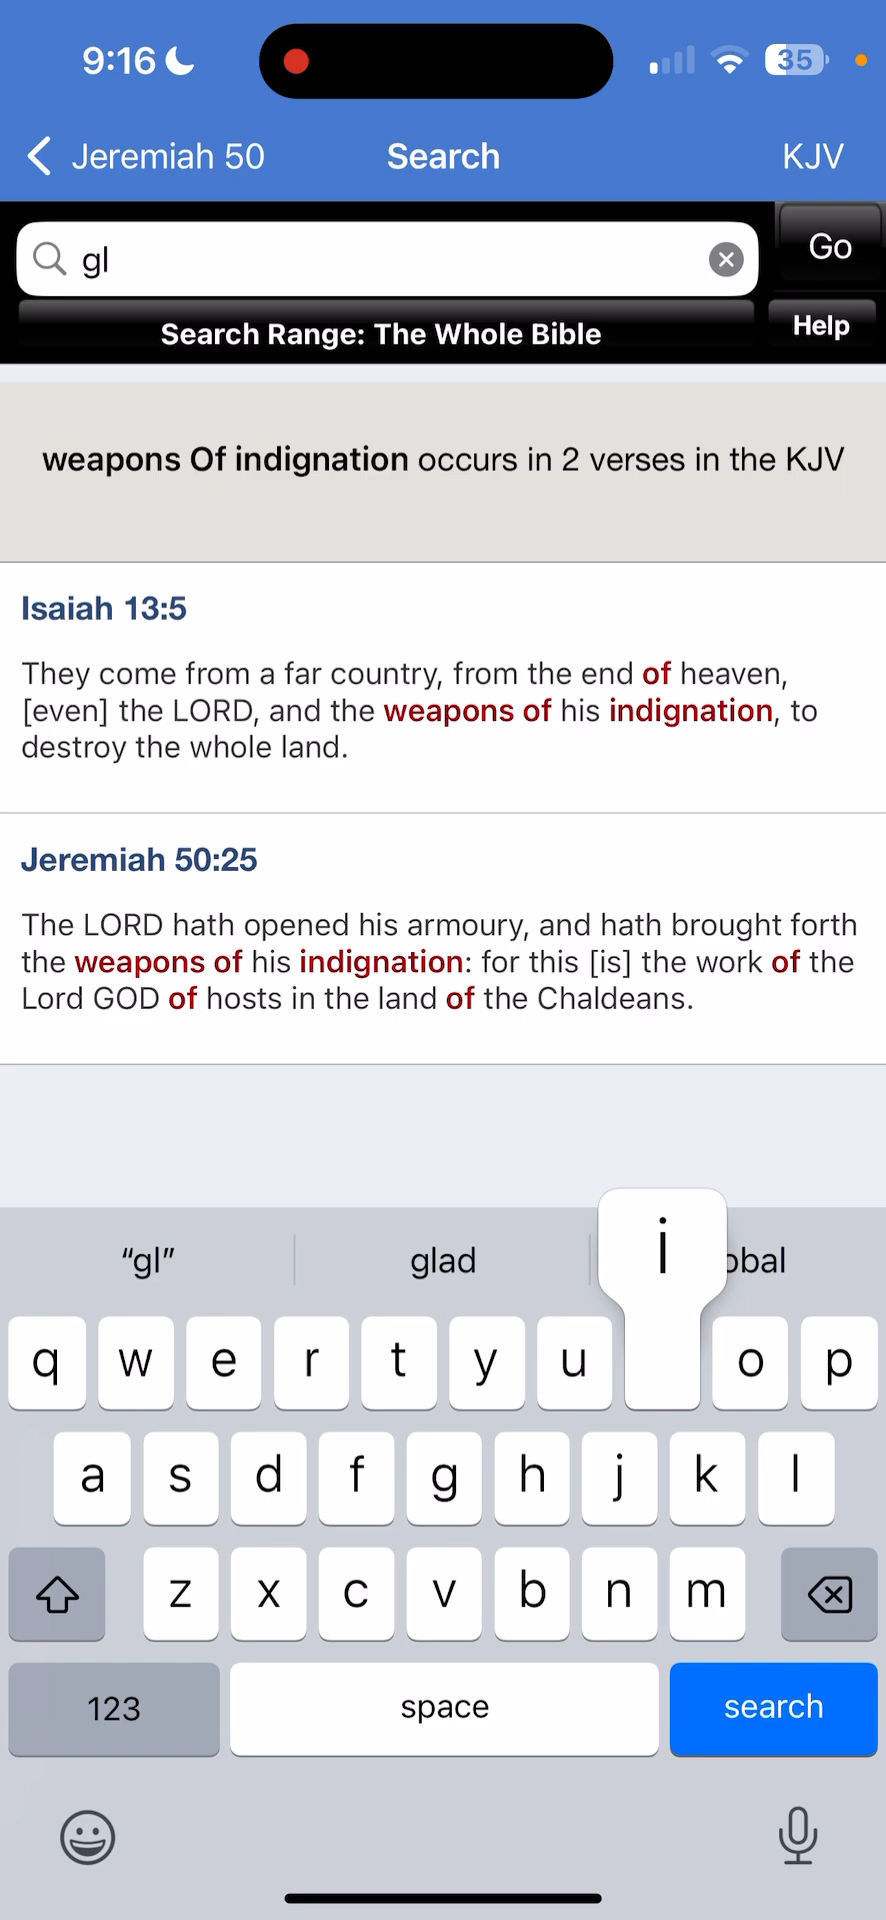 9:16
35
Jeremiah 50 Search KJV
gl
Go
Search Range: The Whole Bible
Help
weapons Of indignation occurs in 2 verses in the KJV
Isaiah 13:5
They come from a far country, from the end of heaven,
[even] the LORD, and the weapons of his indignation, to
destroy the whole land.
Jeremiah 50:25
The LORD hath opened his armoury, and hath brought forth
the weapons of his indignation: for this [is] the work of the
Lord GOD of hosts in the land of the Chaldeans.
“gl” glad i obal
q w e r t y u o p
a s d f g h j k l
z x c v b n m
123 space search